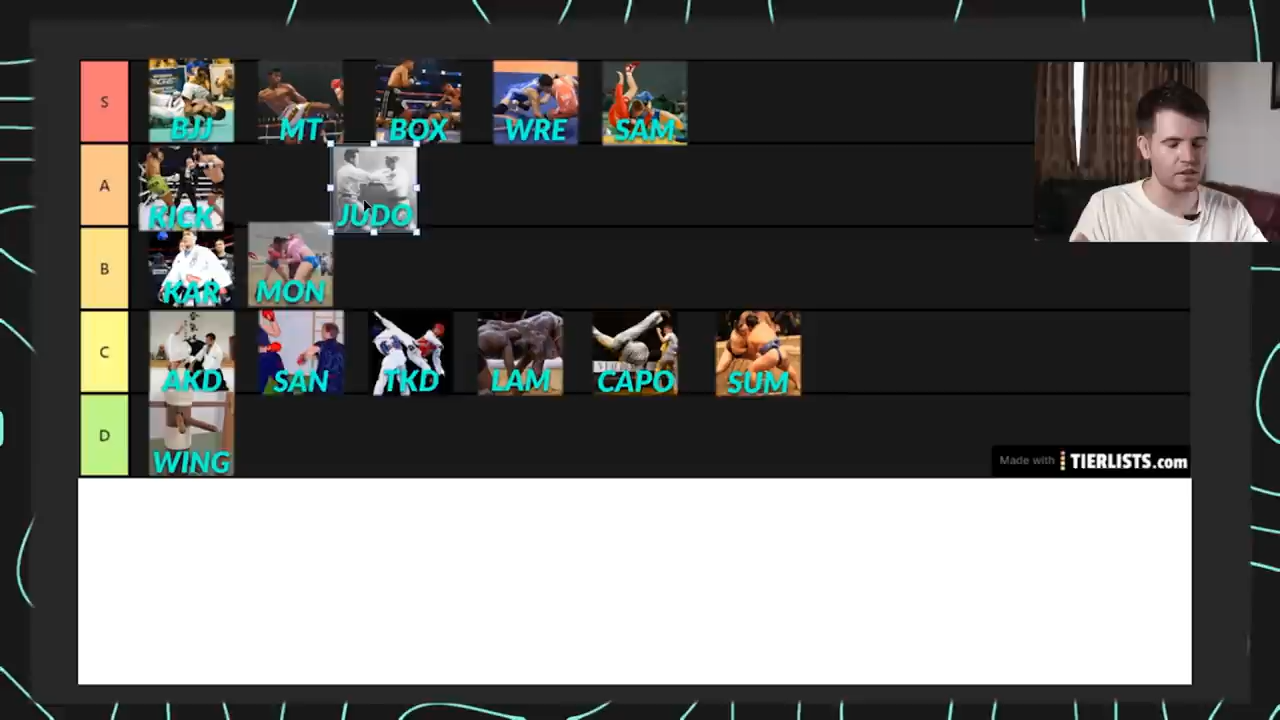 S
BJJ MT BOX WRE SAM
A
KICK JUDO
B
KAR MON
C
AKD SAN TKD LAM CAPO SUM
D
WING
Made with TIERLISTS.com